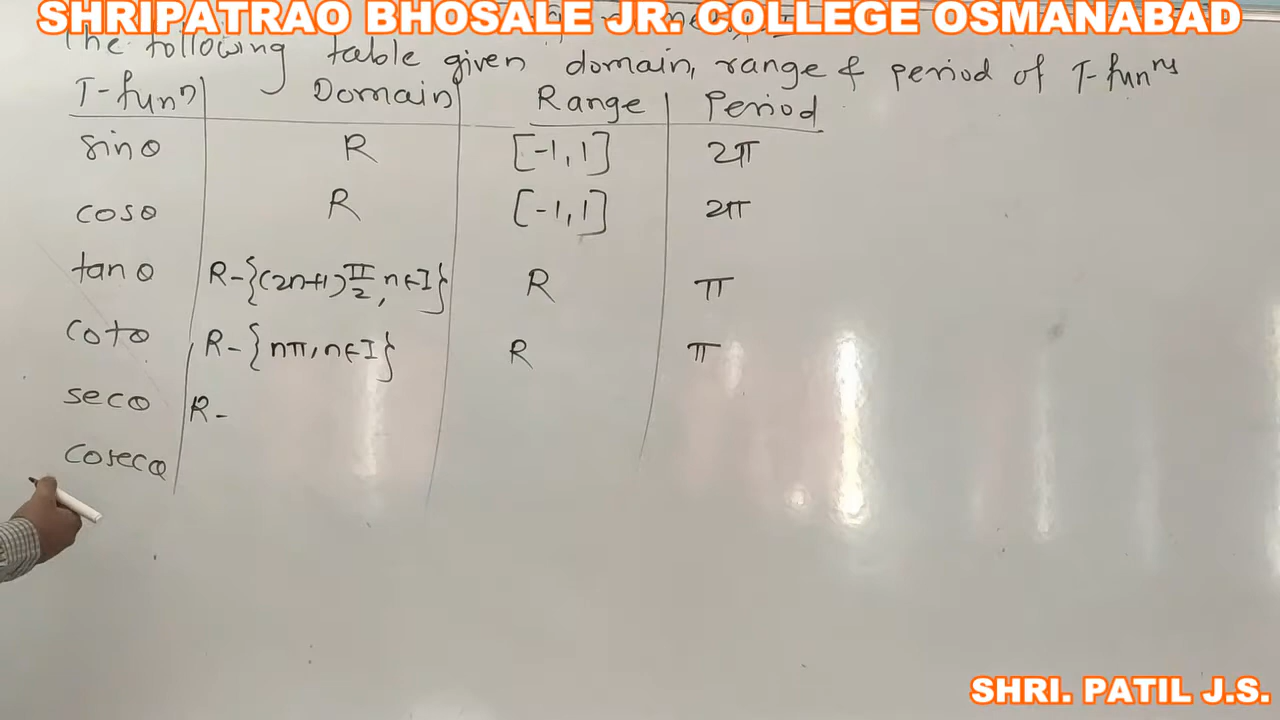 SHRIPATRAO BHOSALE JR. COLLEGE OSMANABAD
The following table given domain, range & period of T-funⁿˢ
T-funⁿ Domain Range Period
sinθ R [-1,1] 2π
cosθ R [-1,1] 2π
tanθ R-{(2n+1)π/2, n∈I} R π
cotθ R-{nπ, n∈I} R π
secθ R-
cosecθ
SHRI. PATIL J.S.